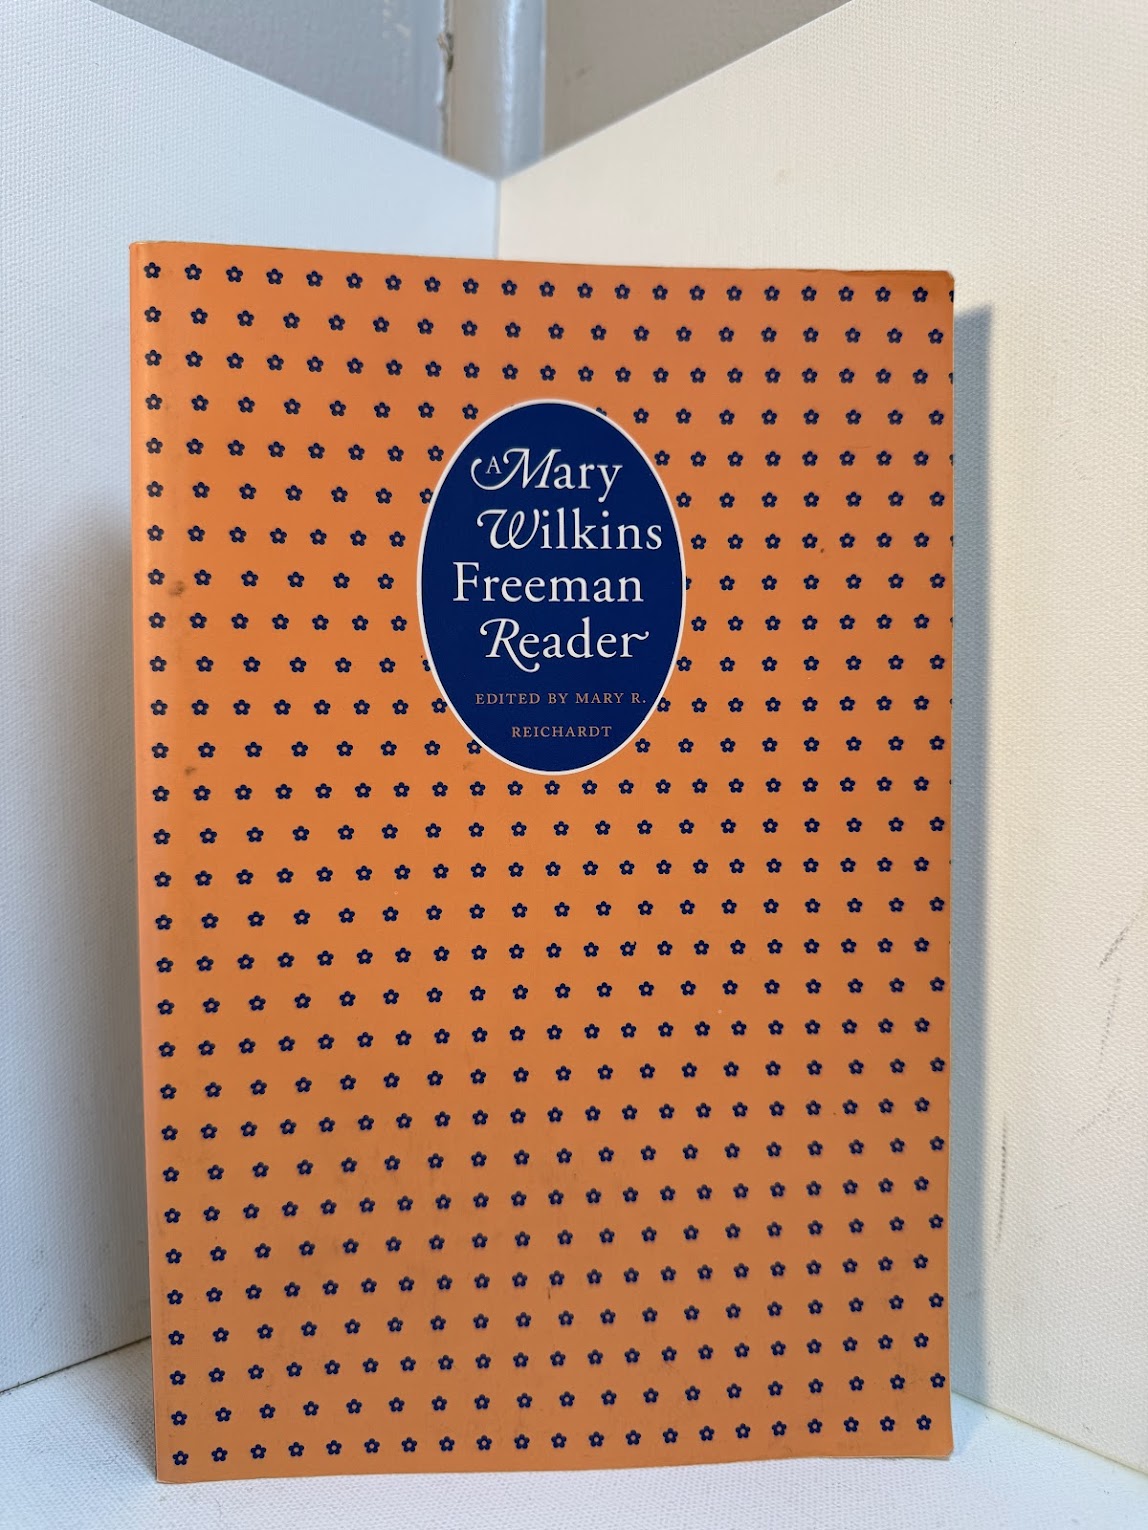 A Mary
Wilkins
Freeman
Reader
EDITED BY MARY R.
REICHARDT